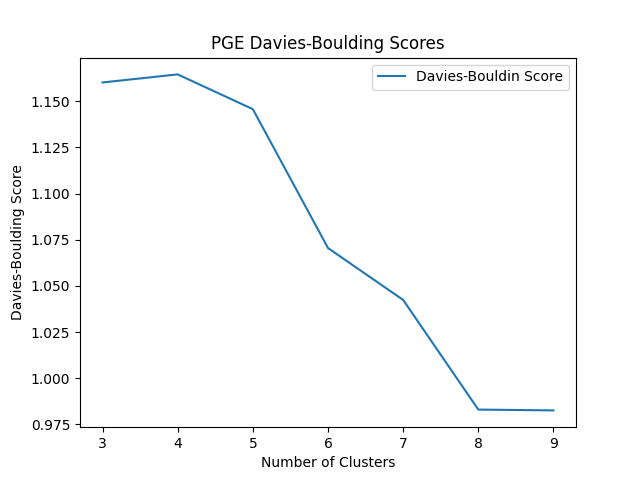 PGE Davies-Boulding Scores
Davies-Bouldin Score
Davies-Boulding Score
1.150
1.125
1.100
1.075
1.050
1.025
1.000
0.975
3 4 5 6 7 8 9
Number of Clusters